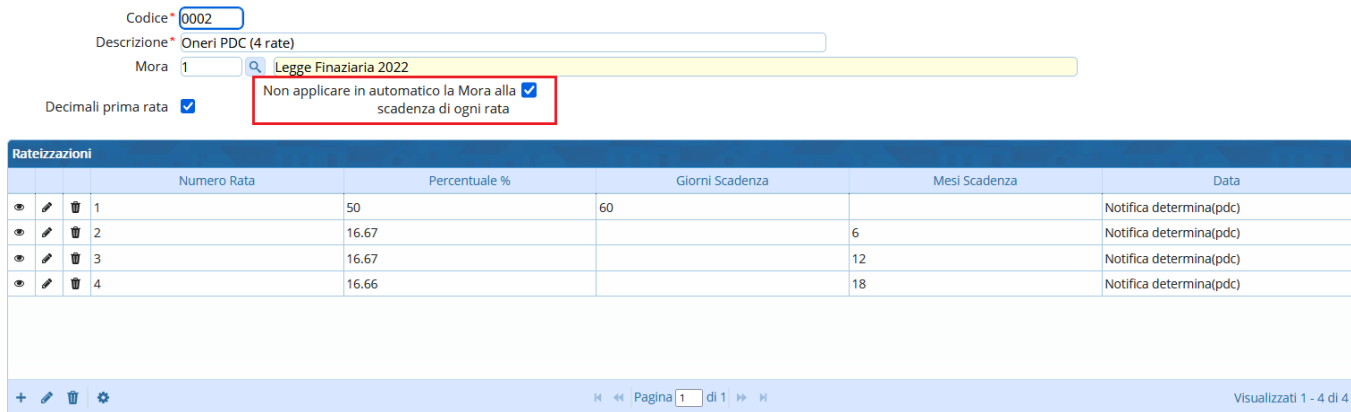 Codice* 0002
Descrizione* Oneri PDC (4 rate)
Mora 1 Legge Finaziaria 2022
Decimali prima rata
Non applicare in automatico la Mora alla
scadenza di ogni rata
Rateizzazioni
Numero Rata Percentuale % Giorni Scadenza Mesi Scadenza Data
1 50 60 Notifica determina(pdc)
2 16.67 6 Notifica determina(pdc)
3 16.67 12 Notifica determina(pdc)
4 16.66 18 Notifica determina(pdc)
Pagina 1 di 1 Visualizzati 1 - 4 di 4